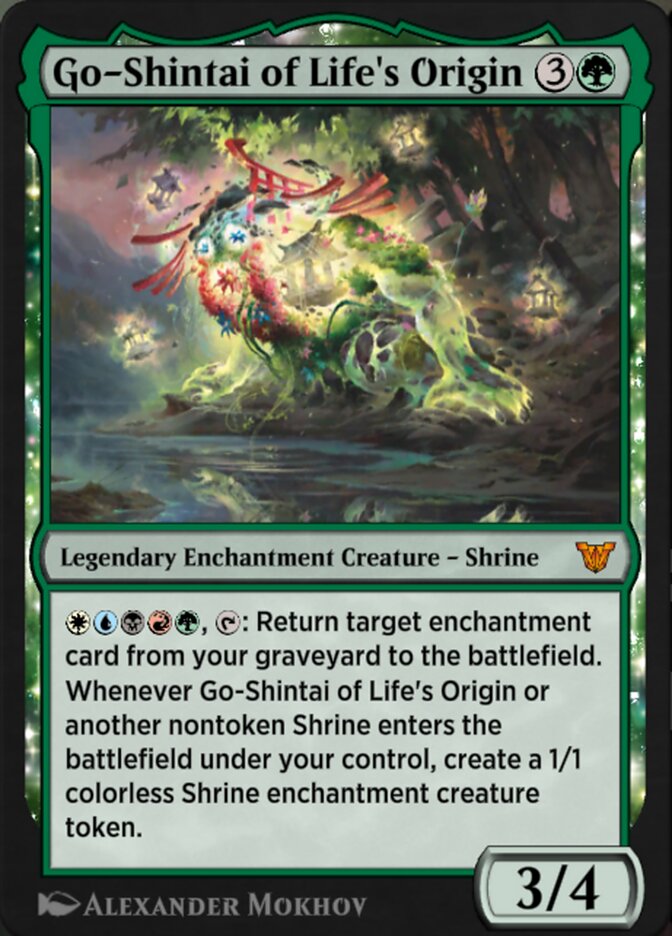 Go-Shintai of Life's Origin 3
Legendary Enchantment Creature – Shrine
, : Return target enchantment
card from your graveyard to the battlefield.
Whenever Go-Shintai of Life's Origin or
another nontoken Shrine enters the
battlefield under your control, create a 1/1
colorless Shrine enchantment creature
token.
3/4
Alexander Mokhov